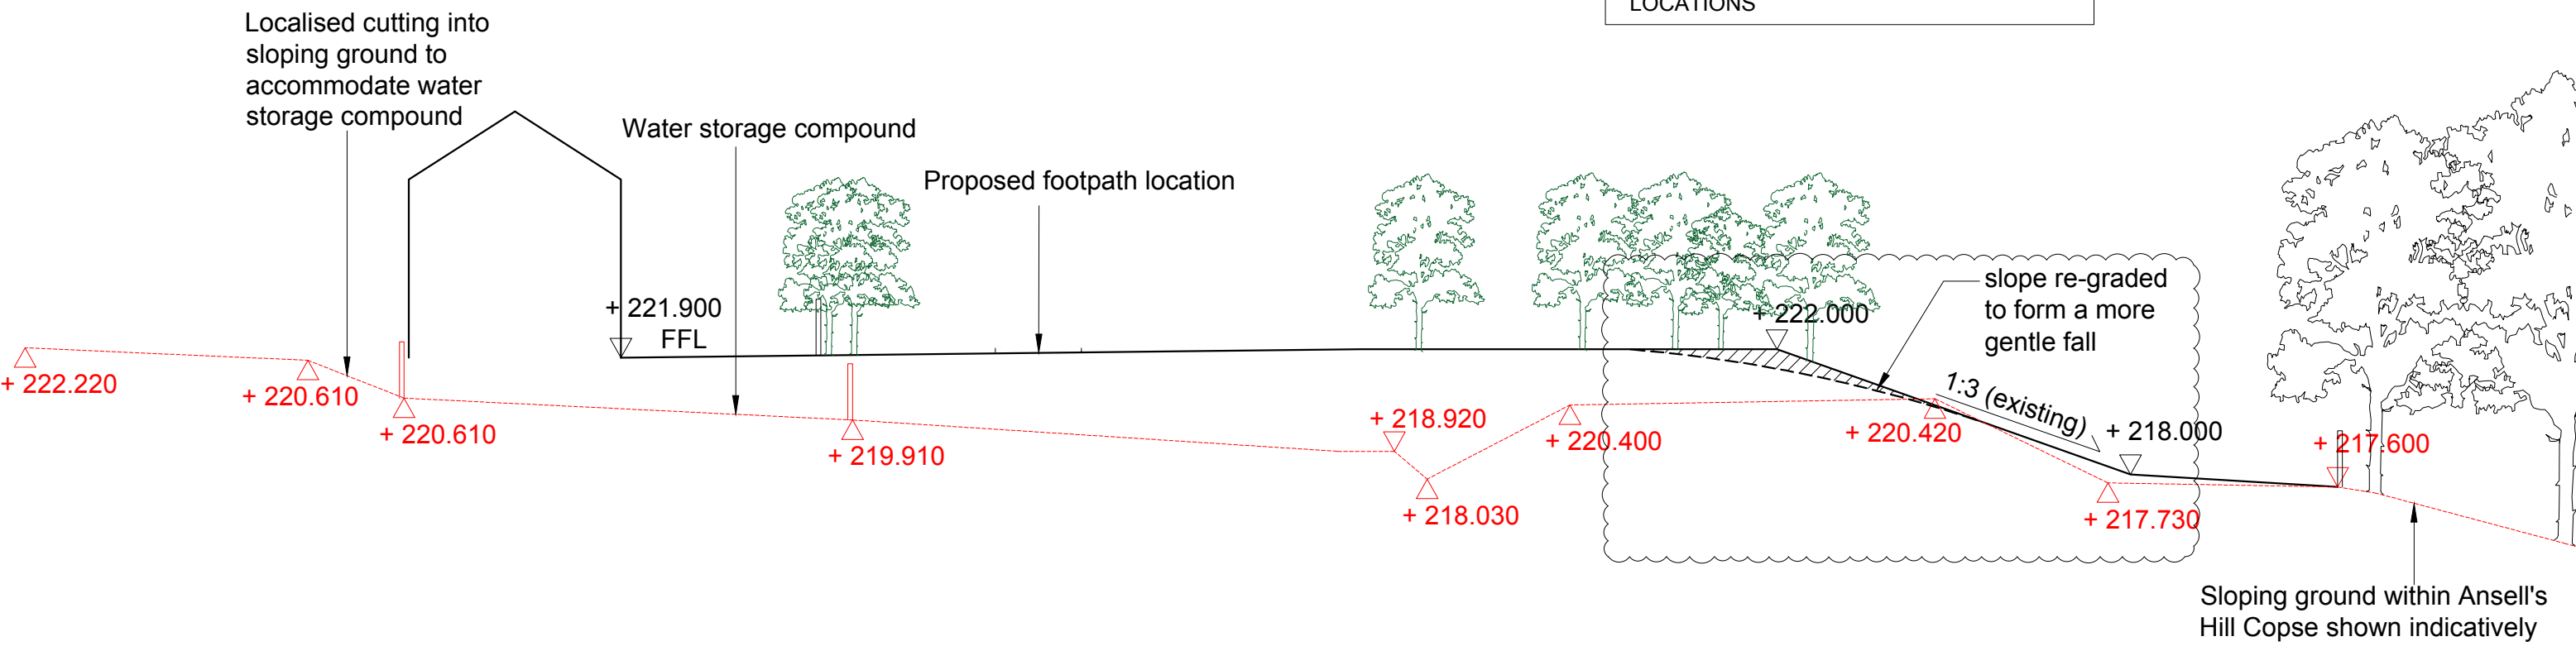 LOCATIONS
Localised cutting into
sloping ground to
accommodate water
storage compound
Water storage compound
Proposed footpath location
+ 221.900
FFL
+ 222.000
slope re-graded
to form a more
gentle fall
1:3 (existing)
+ 218.000
+ 222.220
+ 220.610
+ 220.610
+ 219.910
+ 218.920
+ 218.030
+ 220.400
+ 220.420
+ 217.730
+ 217.600
Sloping ground within Ansell's
Hill Copse shown indicatively